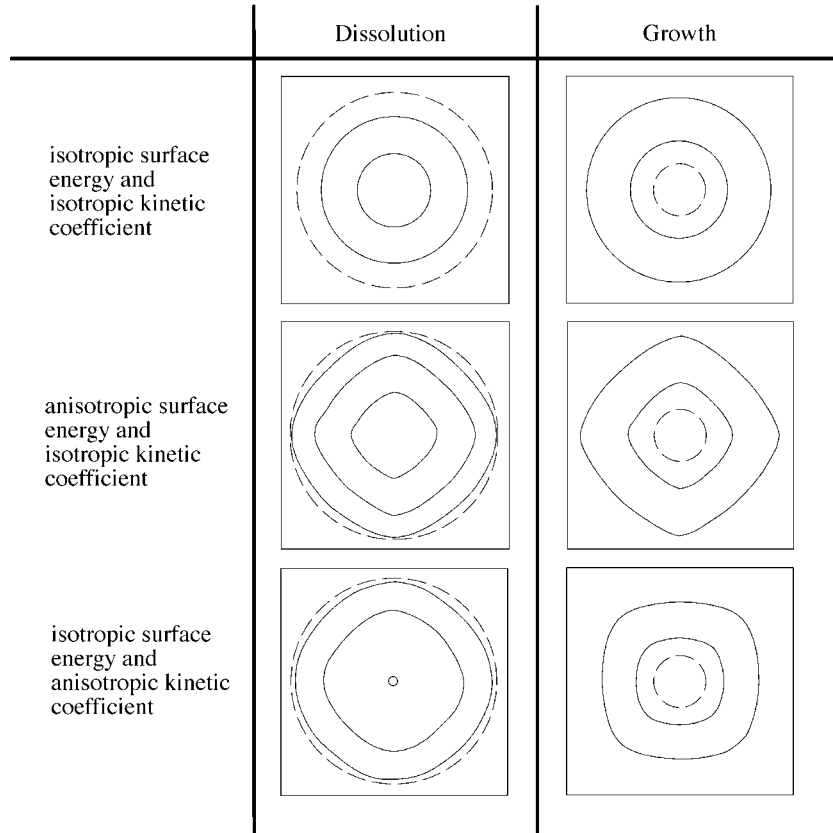 Dissolution
Growth
isotropic surface
energy and
isotropic kinetic
coefficient
anisotropic surface
energy and
isotropic kinetic
coefficient
isotropic surface
energy and
anisotropic kinetic
coefficient